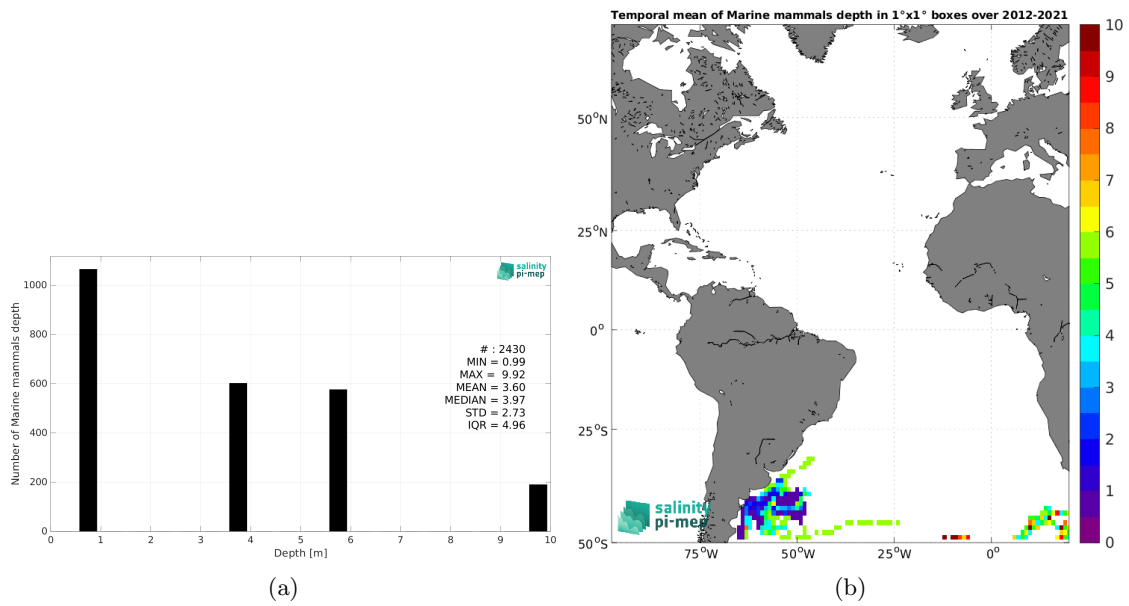 Temporal mean of Marine mammals depth in 1°x1° boxes over 2012-2021
salinity
pi-mep
Number of Marine mammals depth
1000
800
600
400
200
0
# : 2430
MIN = 0.99
MAX = 9.92
MEAN = 3.60
MEDIAN = 3.97
STD = 2.73
IQR = 4.96
0 1 2 3 4 5 6 7 8 9 10
Depth [m]
(a)
50°N
25°N
0°
25°S
50°S
75°W 50°W 25°W 0°
salinity
pi-mep
10
9
8
7
6
5
4
3
2
1
0
(b)